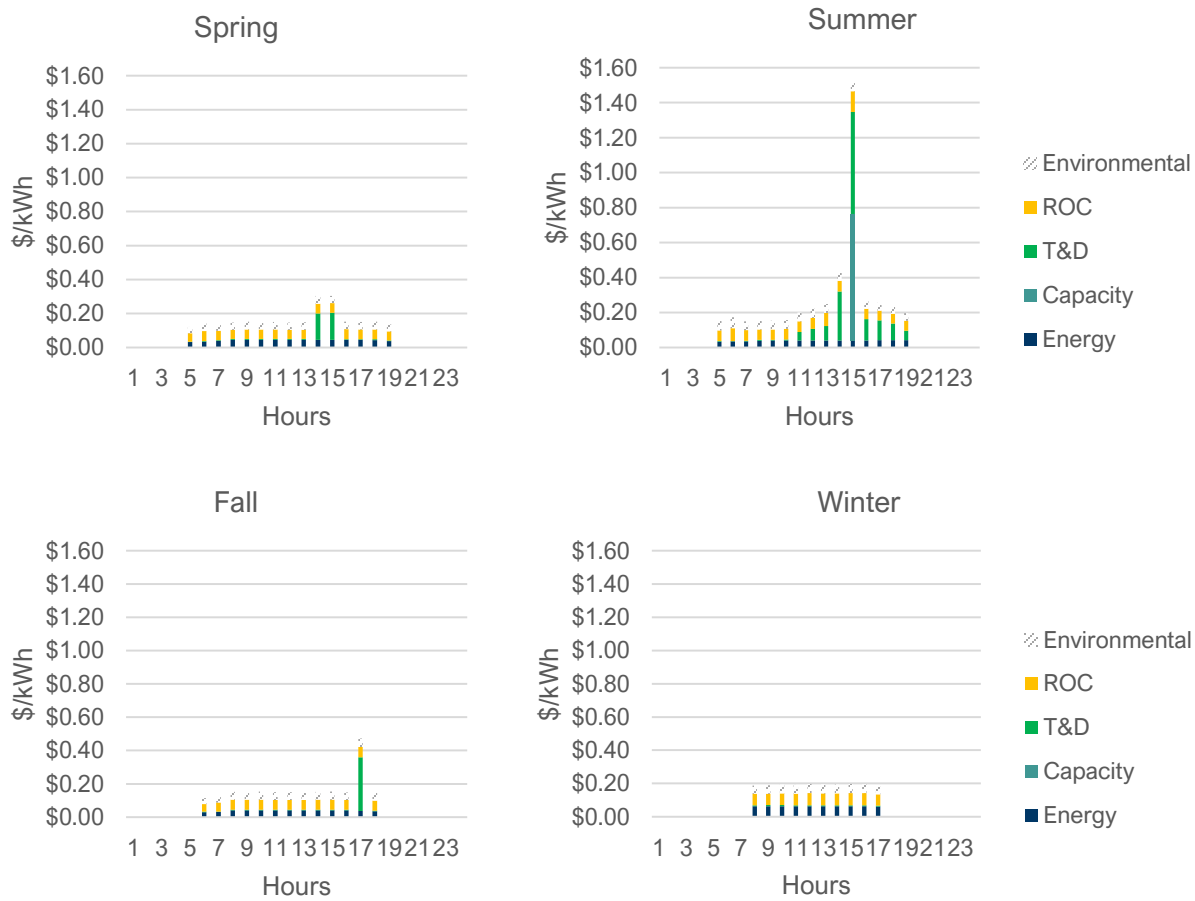 Spring
$1.60
$1.40
$1.20
$1.00
$0.80
$0.60
$0.40
$0.20
$0.00
$/kWh
1 3 5 7 9 11 13 15 17 19 21 23
Hours
Summer
$1.60
$1.40
$1.20
$1.00
$0.80
$0.60
$0.40
$0.20
$0.00
$/kWh
1 3 5 7 9 11 13 15 17 19 21 23
Hours
Environmental
ROC
T&D
Capacity
Energy
Fall
$1.60
$1.40
$1.20
$1.00
$0.80
$0.60
$0.40
$0.20
$0.00
$/kWh
1 3 5 7 9 11 13 15 17 19 21 23
Hours
Winter
$1.60
$1.40
$1.20
$1.00
$0.80
$0.60
$0.40
$0.20
$0.00
$/kWh
1 3 5 7 9 11 13 15 17 19 21 23
Hours
Environmental
ROC
T&D
Capacity
Energy